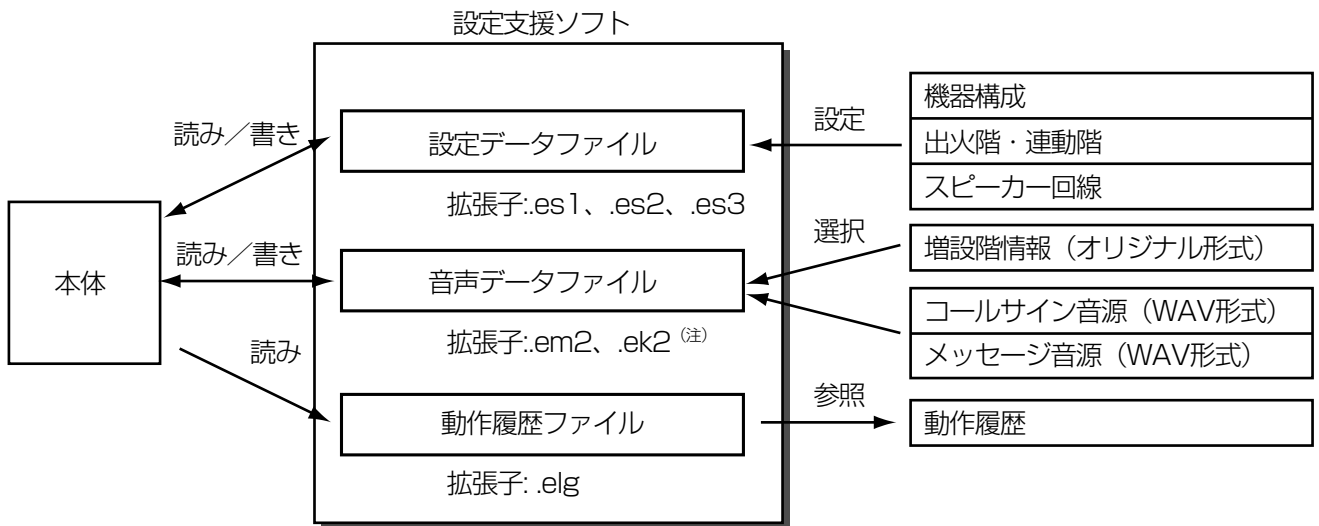 設定支援ソフト
読み／書き
設定データファイル
拡張子:.es1、.es2、.es3
設定
機器構成
出火階・連動階
スピーカー回線
本体
読み／書き
音声データファイル
拡張子:.em2、.ek2（注）
選択
増設階情報（オリジナル形式）
コールサイン音源（WAV形式）
メッセージ音源（WAV形式）
読み
動作履歴ファイル
拡張子: .elg
参照
動作履歴